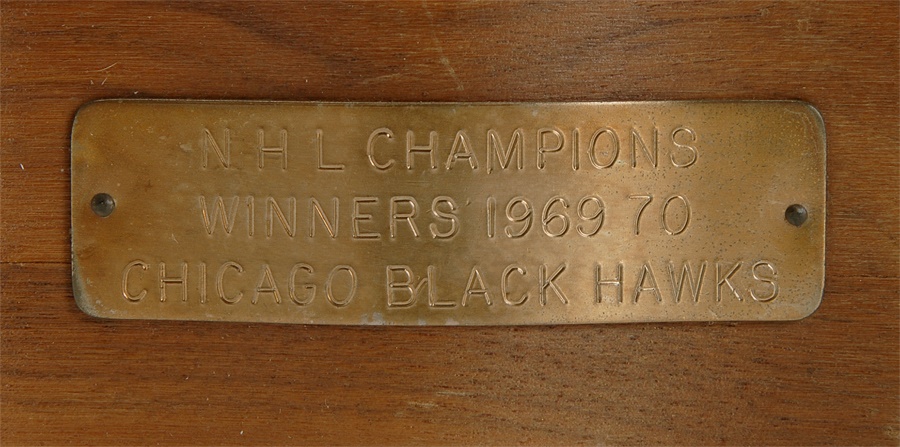 N H L CHAMPIONS
WINNERS 1969 70
CHICAGO BLACK HAWKS